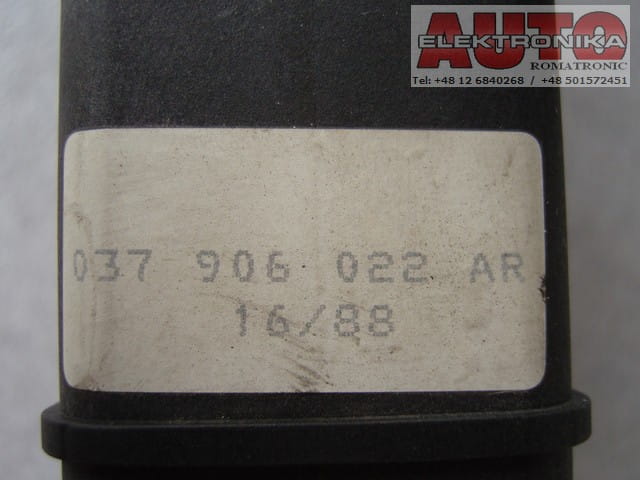 AUTO
ELEKTRONIKA
ROMATRONIC
Tel: +48 12 6840268 / +48 501572451
037 906 022 AR
16/88